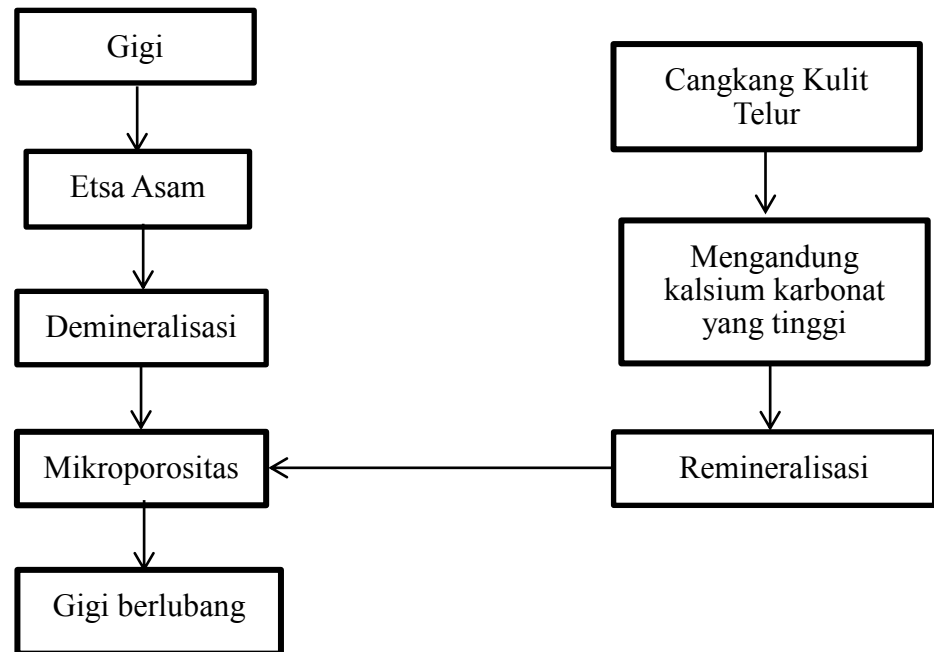 Gigi
Etsa Asam
Demineralisasi
Mikroporositas
Gigi berlubang
Cangkang Kulit
Telur
Mengandung
kalsium karbonat
yang tinggi
Remineralisasi